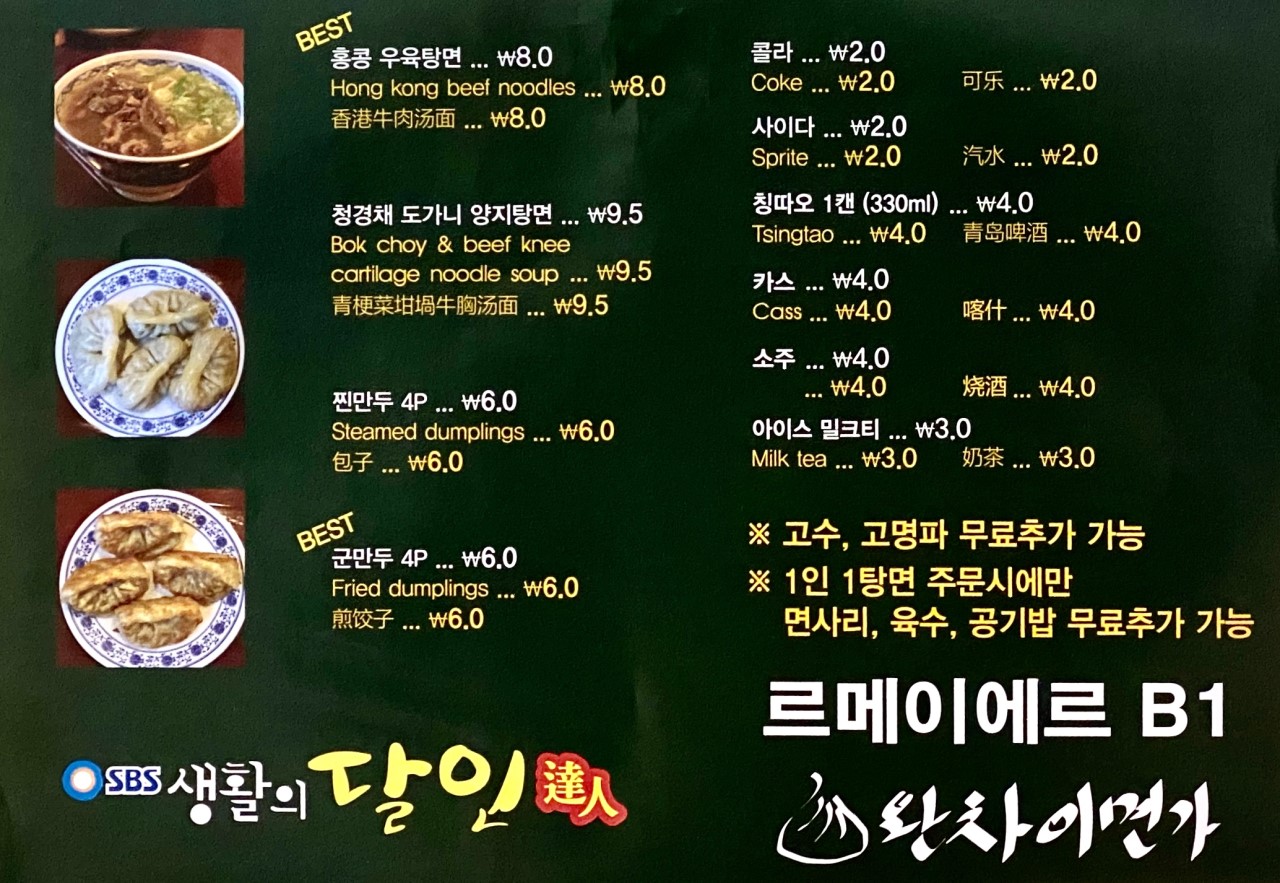 BEST
홍콩 우육탕면 ... ₩8.0
Hong kong beef noodles ... ₩8.0
香港牛肉汤面 ... ₩8.0
청경채 도가니 양지탕면 ... ₩9.5
Bok choy & beef knee
cartilage noodle soup ... ₩9.5
青梗菜坩堝牛胸汤面 ... ₩9.5
찐만두 4P ... ₩6.0
Steamed dumplings ... ₩6.0
包子 ... ₩6.0
BEST
군만두 4P ... ₩6.0
Fried dumplings ... ₩6.0
煎饺子 ... ₩6.0
SBS 생활의 달인 達人
콜라 ... ₩2.0
Coke ... ₩2.0 可乐 ... ₩2.0
사이다 ... ₩2.0
Sprite ... ₩2.0 汽水 ... ₩2.0
칭따오 1캔 (330ml) ... ₩4.0
Tsingtao ... ₩4.0 青岛啤酒 ... ₩4.0
카스 ... ₩4.0
Cass ... ₩4.0 喀什 ... ₩4.0
소주 ... ₩4.0
... ₩4.0 烧酒 ... ₩4.0
아이스 밀크티 ... ₩3.0
Milk tea ... ₩3.0 奶茶 ... ₩3.0
※ 고수, 고명파 무료추가 가능
※ 1인 1탕면 주문시에만
면사리, 육수, 공기밥 무료추가 가능
르메이에르 B1
완차이면가